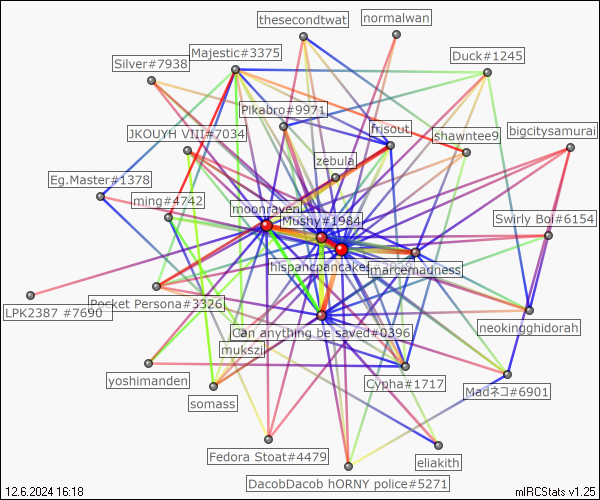 thesecondtwat
normalwan
Majestic#3375
Duck#1245
Silver#7938
Pikabro#9971
frisout
bigcitysamurai
JKOUYH VIII#7034
shawntee9
zebula
Eg.Master#1378
ming#4742
moonraven
Mushy#1984
Swirly Boi#6154
hispancpancake
marcemadness
LPK2387 #7690
Pocket Persona#3326
neokingghidorah
Can anything be saved#0396
mukszi
yoshimanden
Cypha#1717
Madネコ#6901
somass
Fedora Stoat#4479
eliakith
DacobDacob hORNY police#5271
12.6.2024 16:18
mIRCStats v1.25